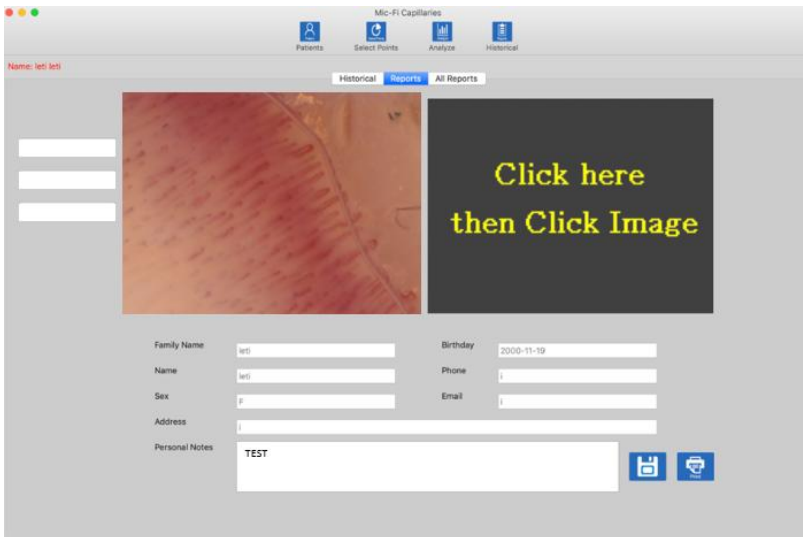 Mic-Fi Capillaries
Patients Select Points Analyze Historical
Name: leti leti
Historical Reports All Reports
Click here
then Click Image
Family Name leti Birthday 2000-11-19
Name leti Phone i
Sex F Email i
Address i
Personal Notes TEST
Print